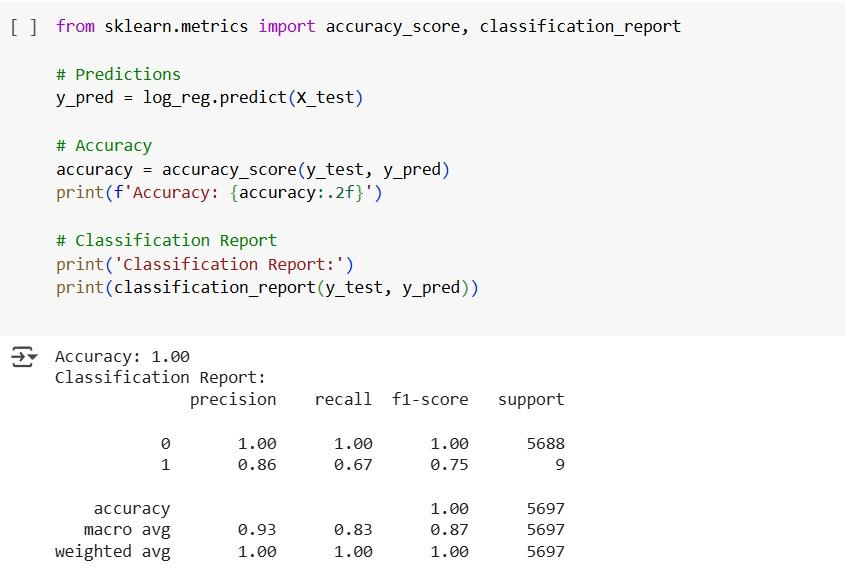 [ ] from sklearn.metrics import accuracy_score, classification_report
# Predictions
y_pred = log_reg.predict(X_test)
# Accuracy
accuracy = accuracy_score(y_test, y_pred)
print(f'Accuracy: {accuracy:.2f}')
# Classification Report
print('Classification Report:')
print(classification_report(y_test, y_pred))
Accuracy: 1.00
Classification Report:
precision recall f1-score support
0 1.00 1.00 1.00 5688
1 0.86 0.67 0.75 9
accuracy 1.00 5697
macro avg 0.93 0.83 0.87 5697
weighted avg 1.00 1.00 1.00 5697